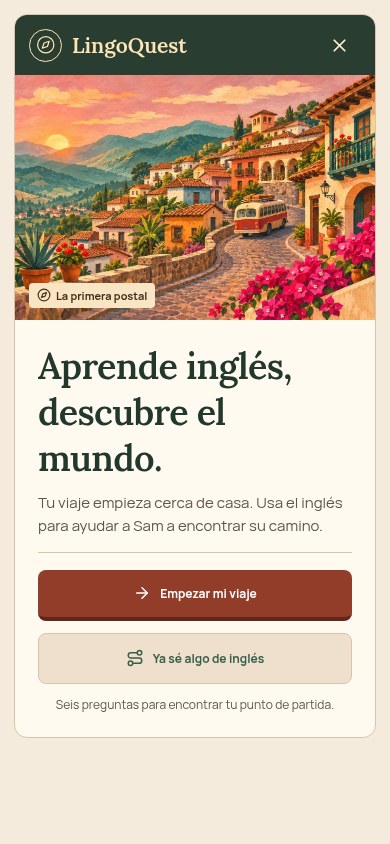 LingoQuest
La primera postal
Aprende inglés,
descubre el
mundo.
Tu viaje empieza cerca de casa. Usa el inglés
para ayudar a Sam a encontrar su camino.
Empezar mi viaje
Ya sé algo de inglés
Seis preguntas para encontrar tu punto de partida.